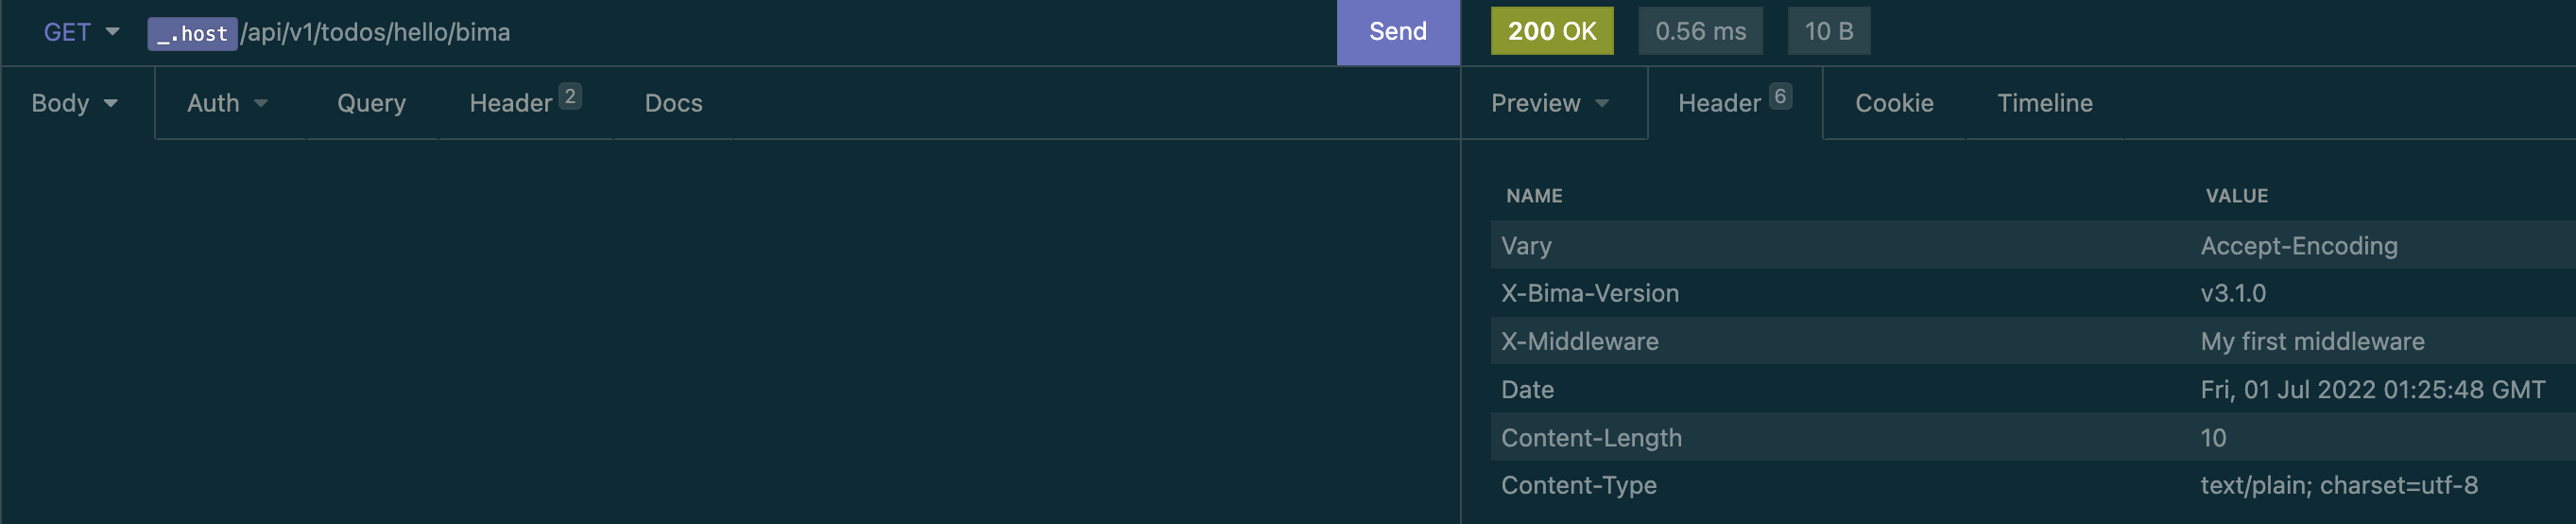 GET _.host/api/v1/todos/hello/bima Send 200 OK 0.56 ms 10 B
Body Auth Query Header 2 Docs Preview Header 6 Cookie Timeline
NAME VALUE
Vary Accept-Encoding
X-Bima-Version v3.1.0
X-Middleware My first middleware
Date Fri, 01 Jul 2022 01:25:48 GMT
Content-Length 10
Content-Type text/plain; charset=utf-8